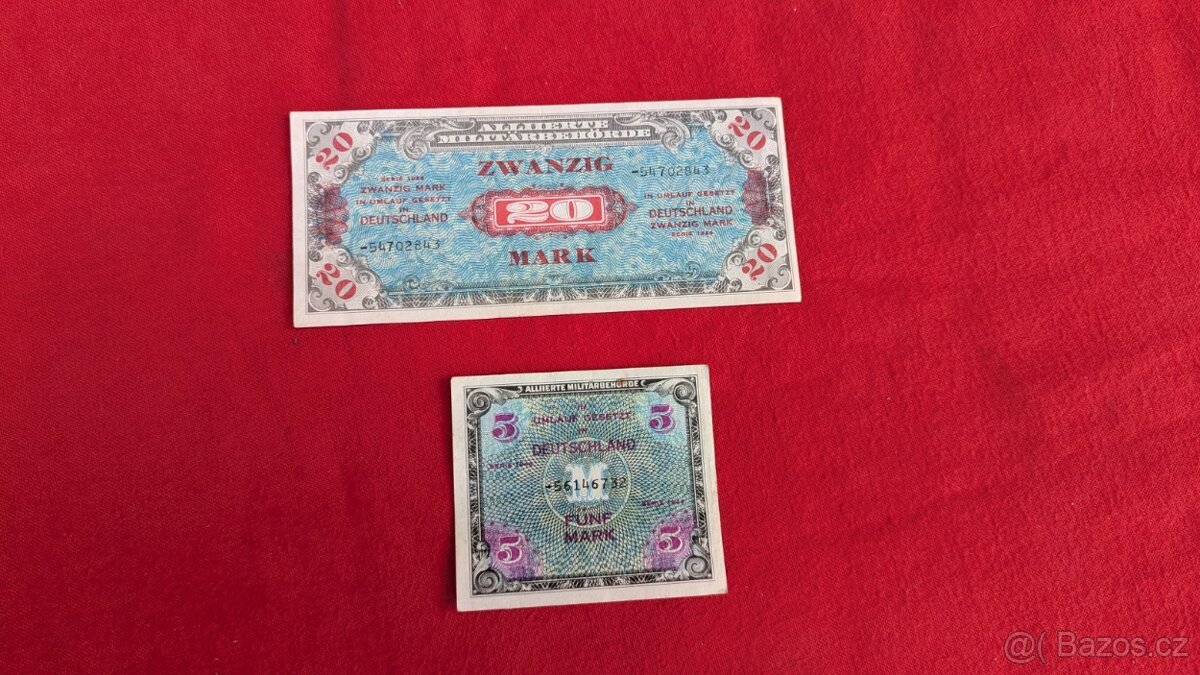 ALLIIERTE
MILITÄRBEHÖRDE
20
20
ZWANZIG
SERIE 1944
ZWANZIG MARK
IN UMLAUF GESETZT
IN
DEUTSCHLAND
-54702843
20
MARK
-54702843
IN UMLAUF GESETZT
IN
DEUTSCHLAND
ZWANZIG MARK
SERIE 1944
20
20
ALLIIERTE MILITÄRBEHÖRDE
5
5
IN
UMLAUF GESETZT
IN
DEUTSCHLAND
SERIE 1944
M
-56146732
SERIE 1944
FÜNF
MARK
5
5
Bazos.cz